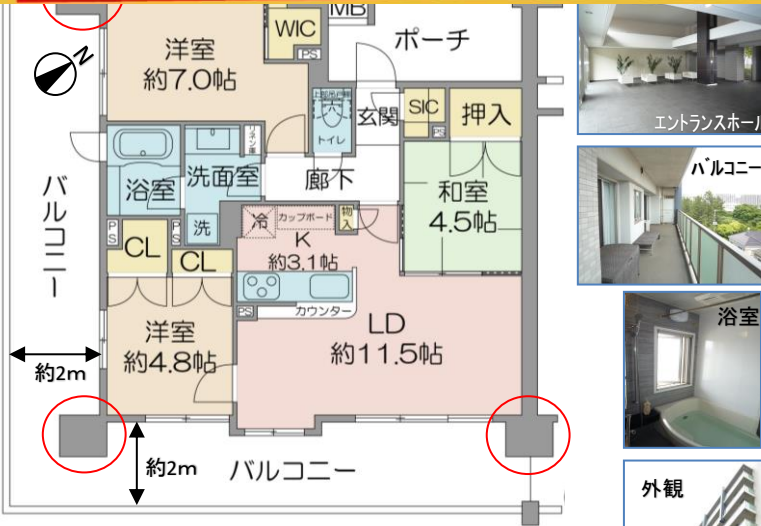 MB
WIC
PS
ポーチ
洋室
約7.0帖
N
トイレ
玄関
SIC
PS
押入
エントランスホール
リネン庫
浴室
洗面室
廊下
和室
4.5帖
バルコニー
バルコニー
洗
冷
カップボード
物入
K
約3.1帖
PS
CL
PS
CL
カウンター
PS
洋室
約4.8帖
LD
約11.5帖
浴室
約2m
約2m
バルコニー
外観